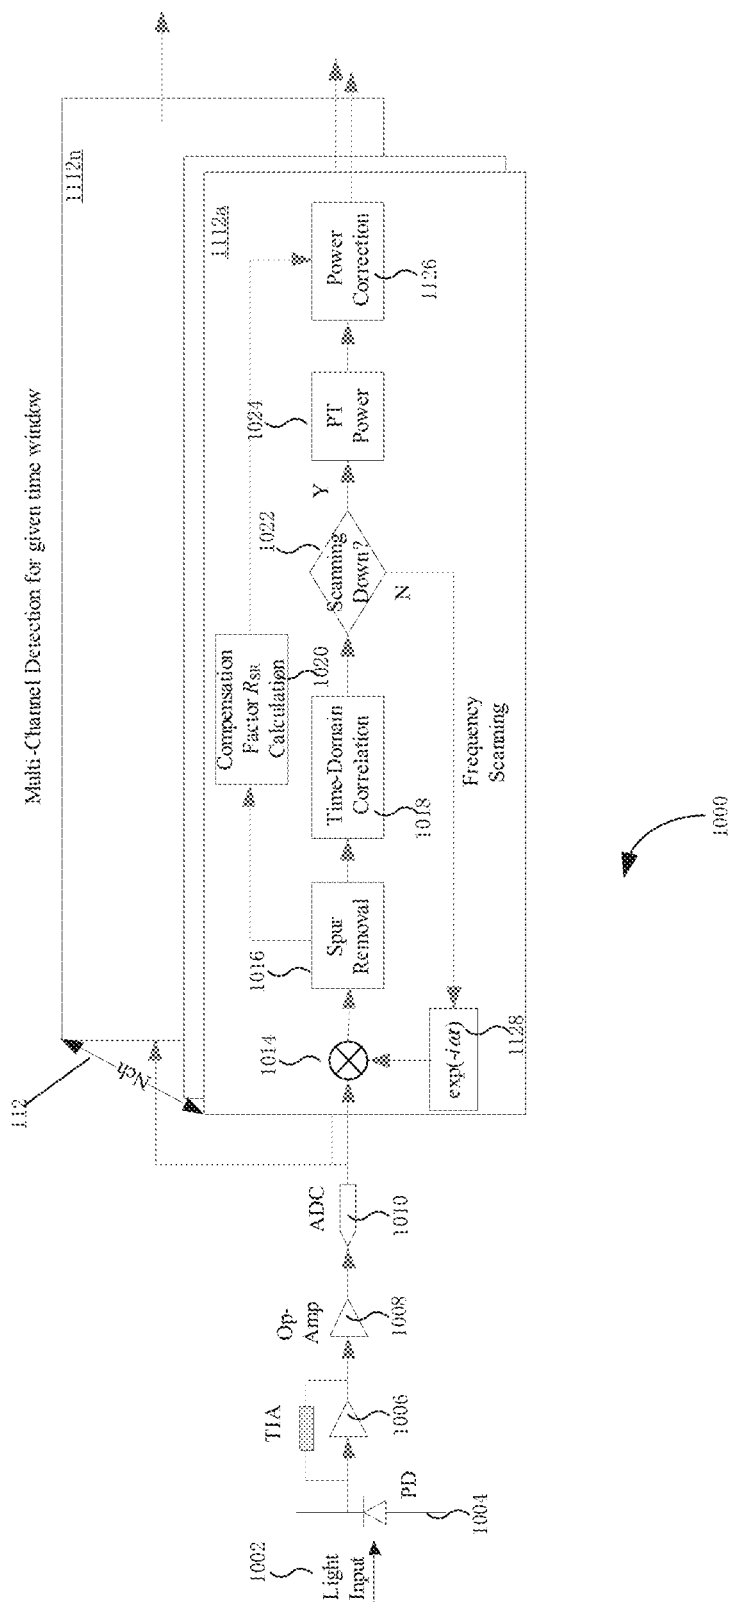 Multi-Channel Detection for given time window
1112n
1112a
112
Nch
1002
Light
Input
PD
1004
TIA
1006
Op-
Amp
1008
ADC
1010
1014
1016
Spur
Removal
Time-Domain
Correlation
1018
Compensation
Factor RSR
Calculation
1020
1022
Scanning
Down?
Y
N
1024
PT
Power
Power
Correction
1126
Frequency
Scanning
exp(-iωt)
1128
1000